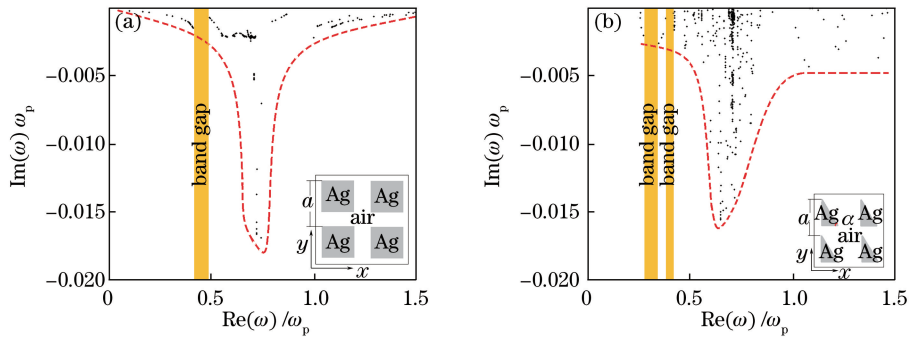 (a)
Im(ω) ωp
−0.005
−0.010
−0.015
−0.020
0
0.5
1.0
1.5
Re(ω)/ωp
band gap
Ag Ag
a
air
Ag Ag
y
x
(b)
Im(ω) ωp
−0.005
−0.010
−0.015
−0.020
0
0.5
1.0
1.5
Re(ω)/ωp
band gap
band gap
a
Ag α Ag
air
y
Ag Ag
x